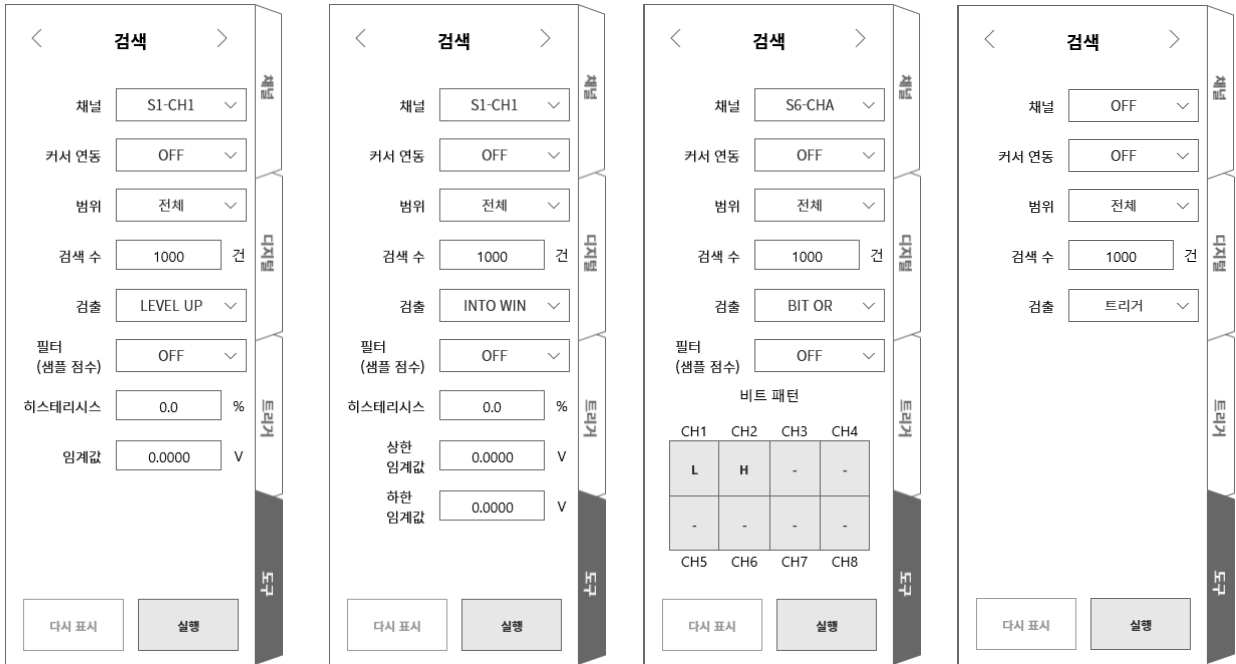 검색
채널 S1-CH1
커서 연동 OFF
범위 전체
검색 수 1000 건
검출 LEVEL UP
필터
(샘플 점수) OFF
히스테리시스 0.0 %
임계값 0.0000 V
다시 표시 실행
채널
디지털
트리거
도구
검색
채널 S1-CH1
커서 연동 OFF
범위 전체
검색 수 1000 건
검출 INTO WIN
필터
(샘플 점수) OFF
히스테리시스 0.0 %
상한
임계값 0.0000 V
하한
임계값 0.0000 V
다시 표시 실행
채널
디지털
트리거
도구
검색
채널 S6-CHA
커서 연동 OFF
범위 전체
검색 수 1000 건
검출 BIT OR
필터
(샘플 점수) OFF
비트 패턴
CH1 CH2 CH3 CH4
L H - -
- - - -
CH5 CH6 CH7 CH8
다시 표시 실행
채널
디지털
트리거
도구
검색
채널 OFF
커서 연동 OFF
범위 전체
검색 수 1000 건
검출 트리거
다시 표시 실행
채널
디지털
트리거
도구